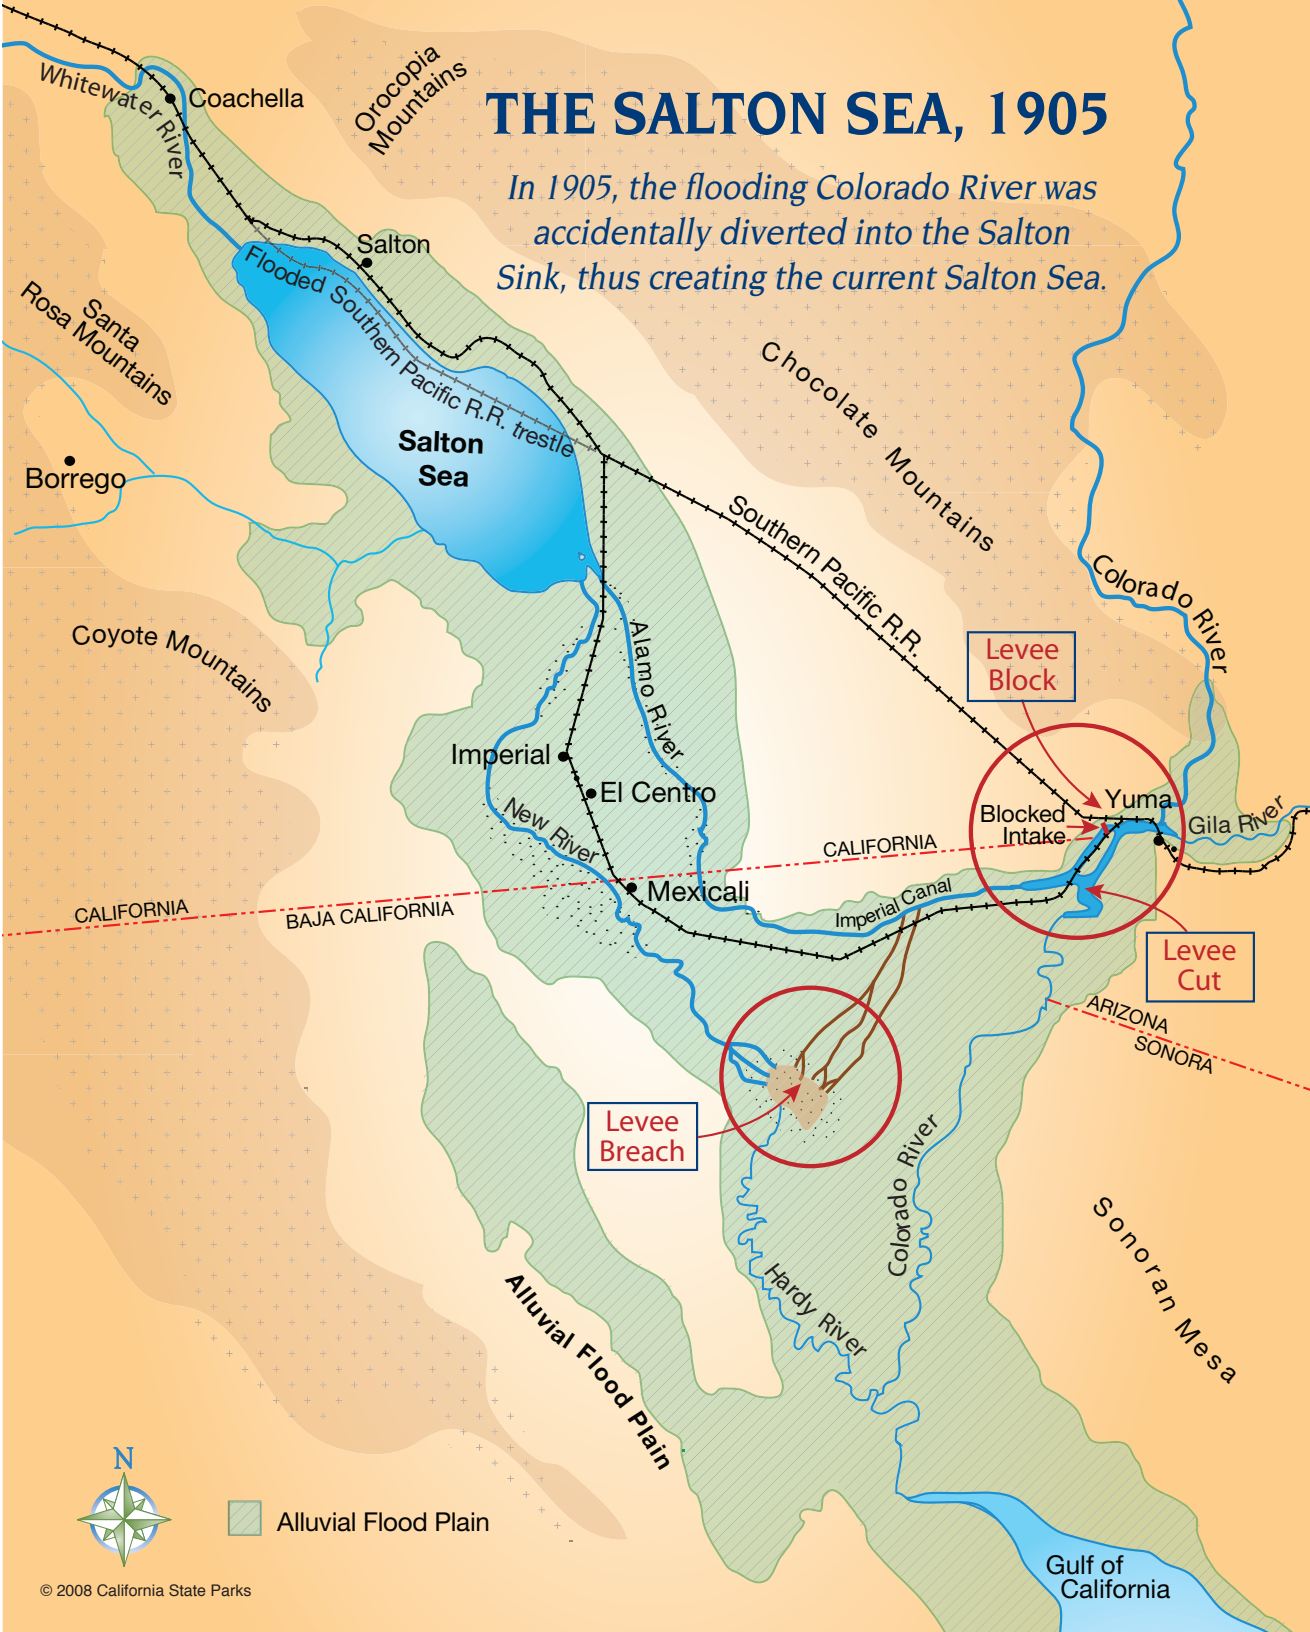 THE SALTON SEA, 1905
In 1905, the flooding Colorado River was
accidentally diverted into the Salton
Sink, thus creating the current Salton Sea.
Whitewater River
Coachella
Orocopia
Mountains
Salton
Flooded Southern Pacific R.R. trestle
Santa
Rosa Mountains
Chocolate Mountains
Salton
Sea
Borrego
Southern Pacific R.R.
Colorado River
Coyote Mountains
Alamo River
Levee
Block
Imperial
El Centro
New River
Yuma
Blocked
Intake
Gila River
CALIFORNIA
Mexicali
Imperial Canal
CALIFORNIA
BAJA CALIFORNIA
Levee
Cut
ARIZONA
SONORA
Levee
Breach
Colorado River
Sonoran Mesa
Hardy River
Alluvial Flood Plain
N
Alluvial Flood Plain
Gulf of
California
© 2008 California State Parks